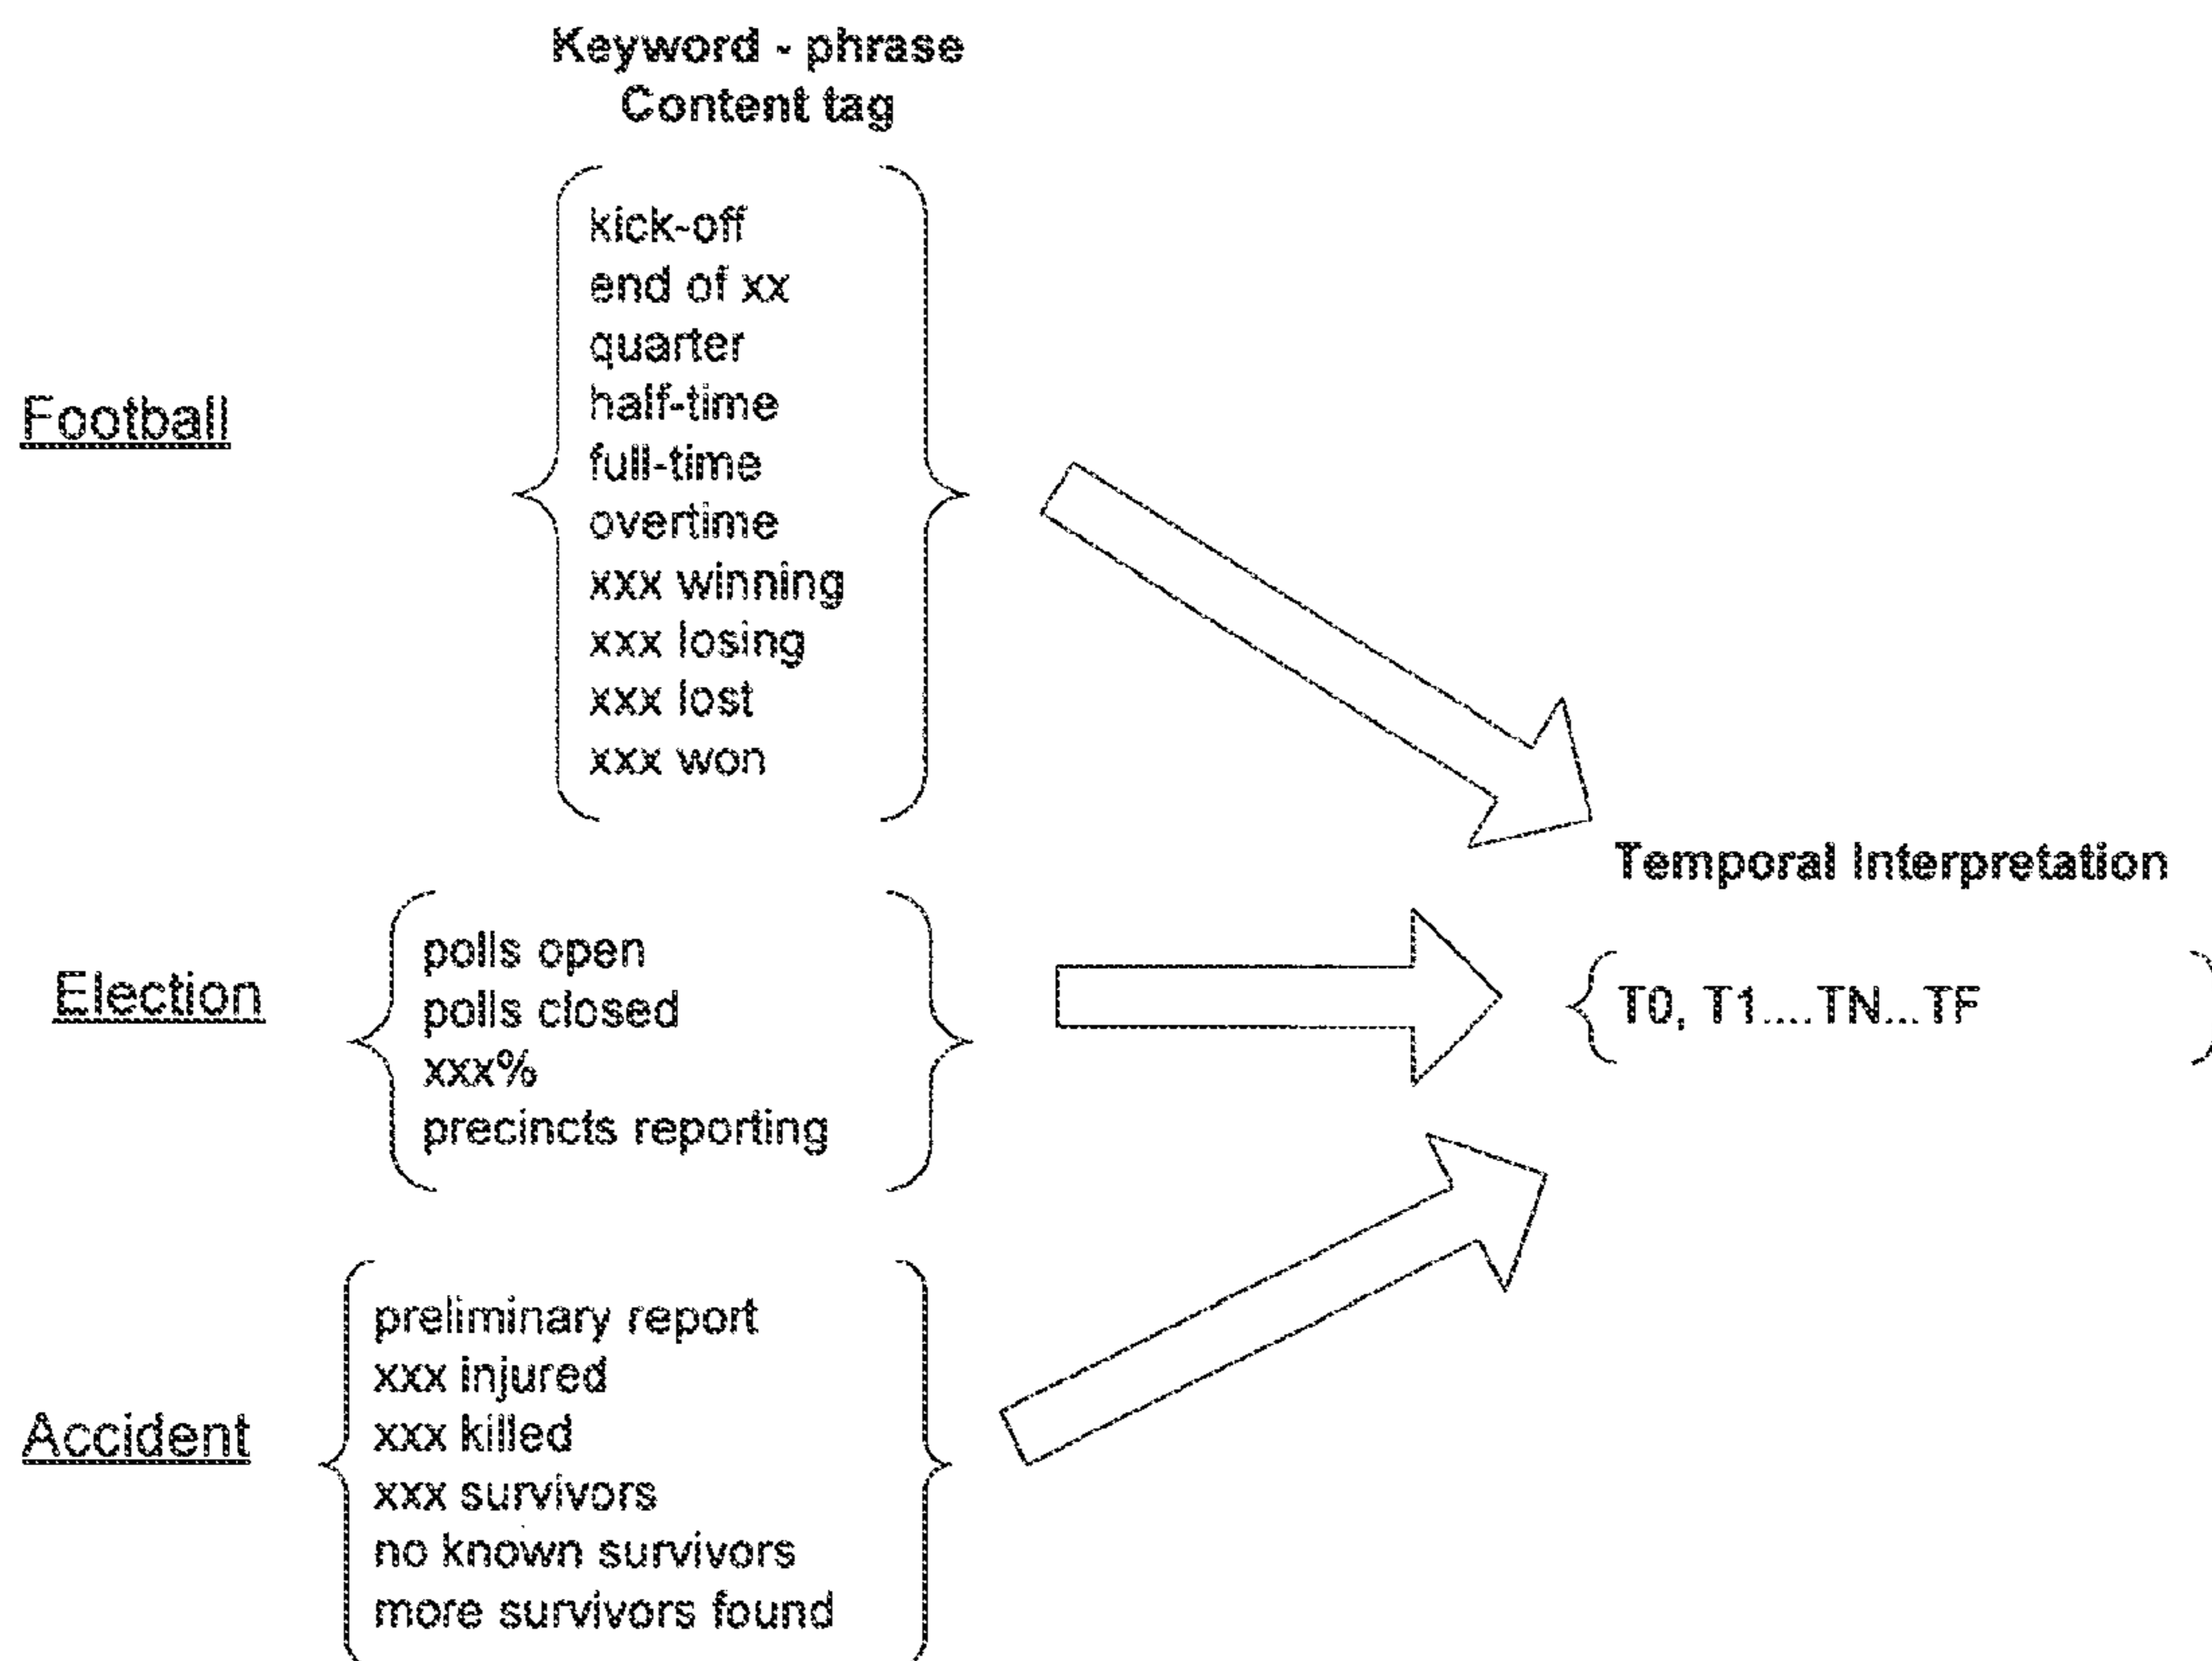 Keyword - phrase
Content tag
Football
kick-off
end of xx
quarter
half-time
full-time
overtime
xxx winning
xxx losing
xxx lost
xxx won
Temporal Interpretation
Election
polls open
polls closed
xxx%
precincts reporting
T0, T1....TN...TF
Accident
preliminary report
xxx injured
xxx killed
xxx survivors
no known survivors
more survivors found